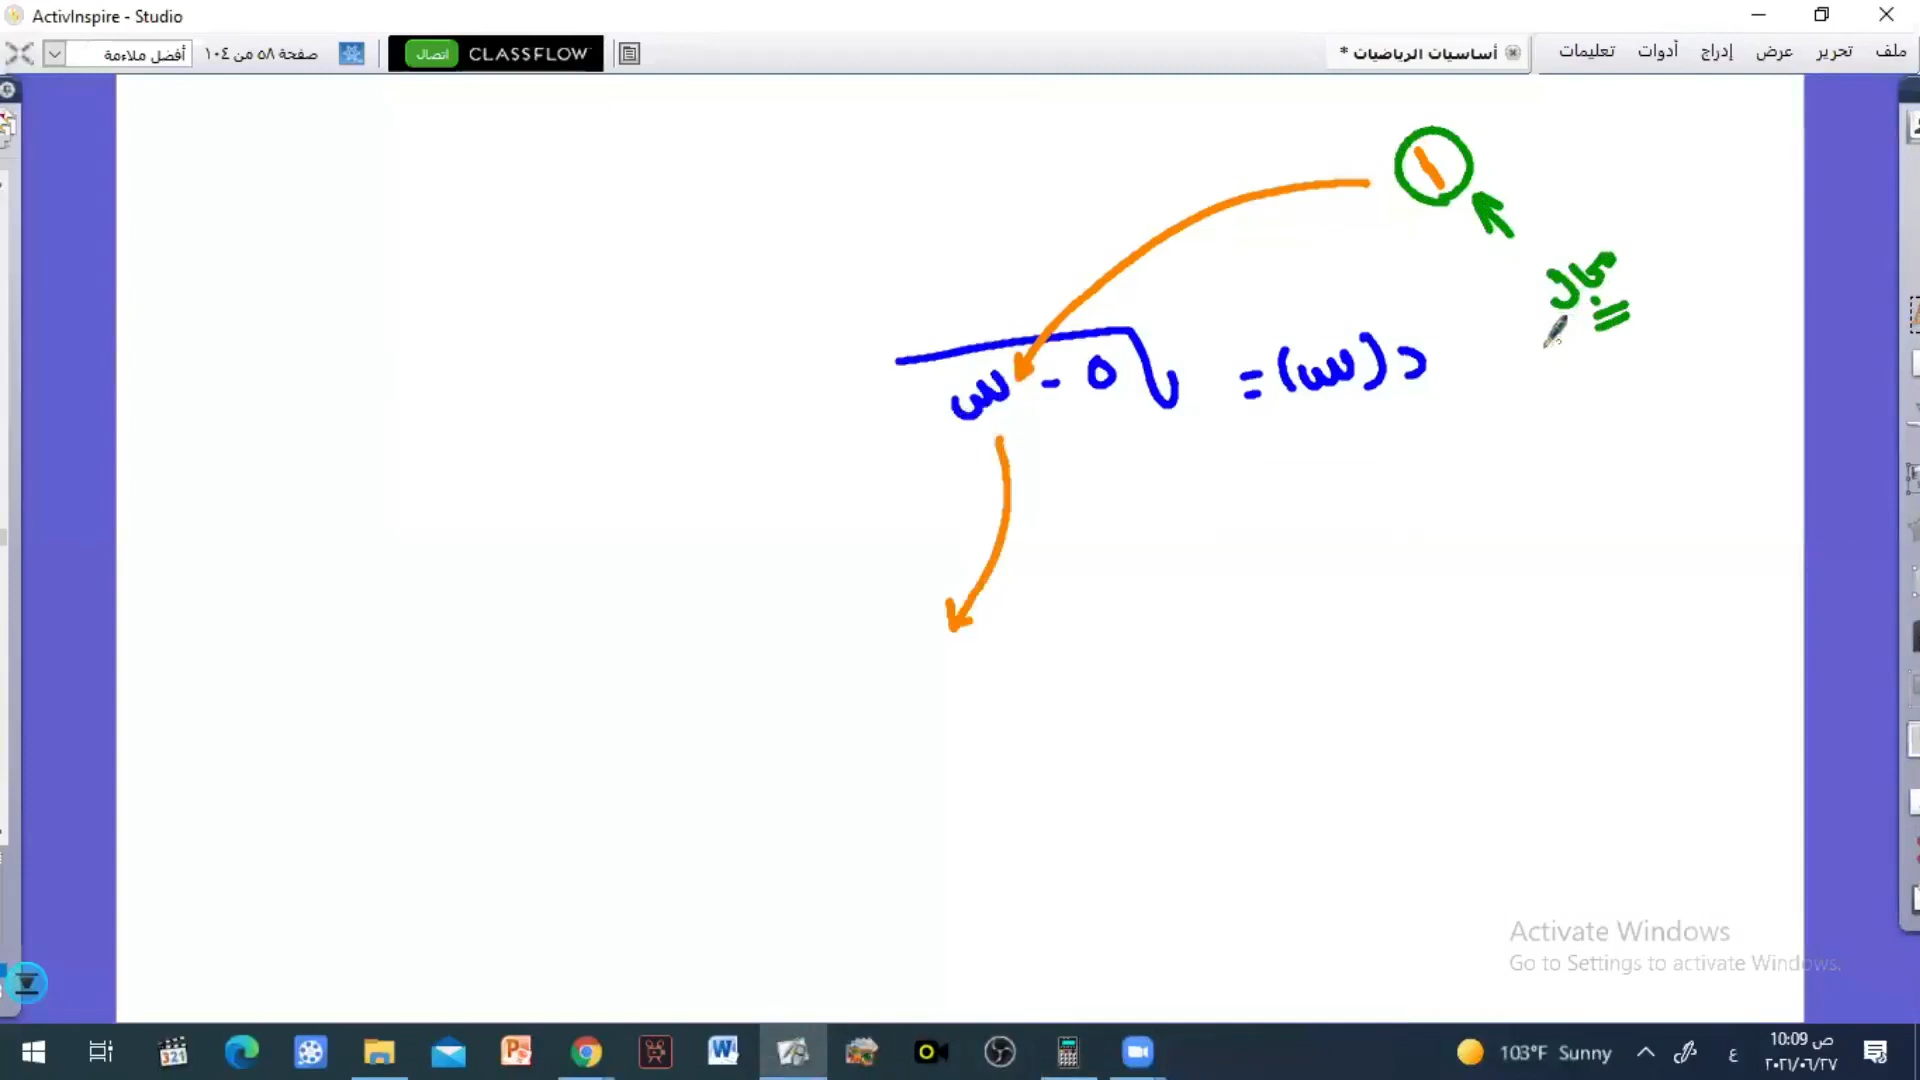 ActivInspire - Studio
ملف تحرير عرض إدراج أدوات تعليمات
أساسيات الرياضيات *
CLASSFLOW اتصال
صفحة ٥٨ من ١٠٤
أفضل ملاءمة
١
مجال
د (س) = √٥ - س
Activate Windows
Go to Settings to activate Windows.
321
103°F Sunny
ع
10:09 ص
٢٠٢١/٠٦/٢٧